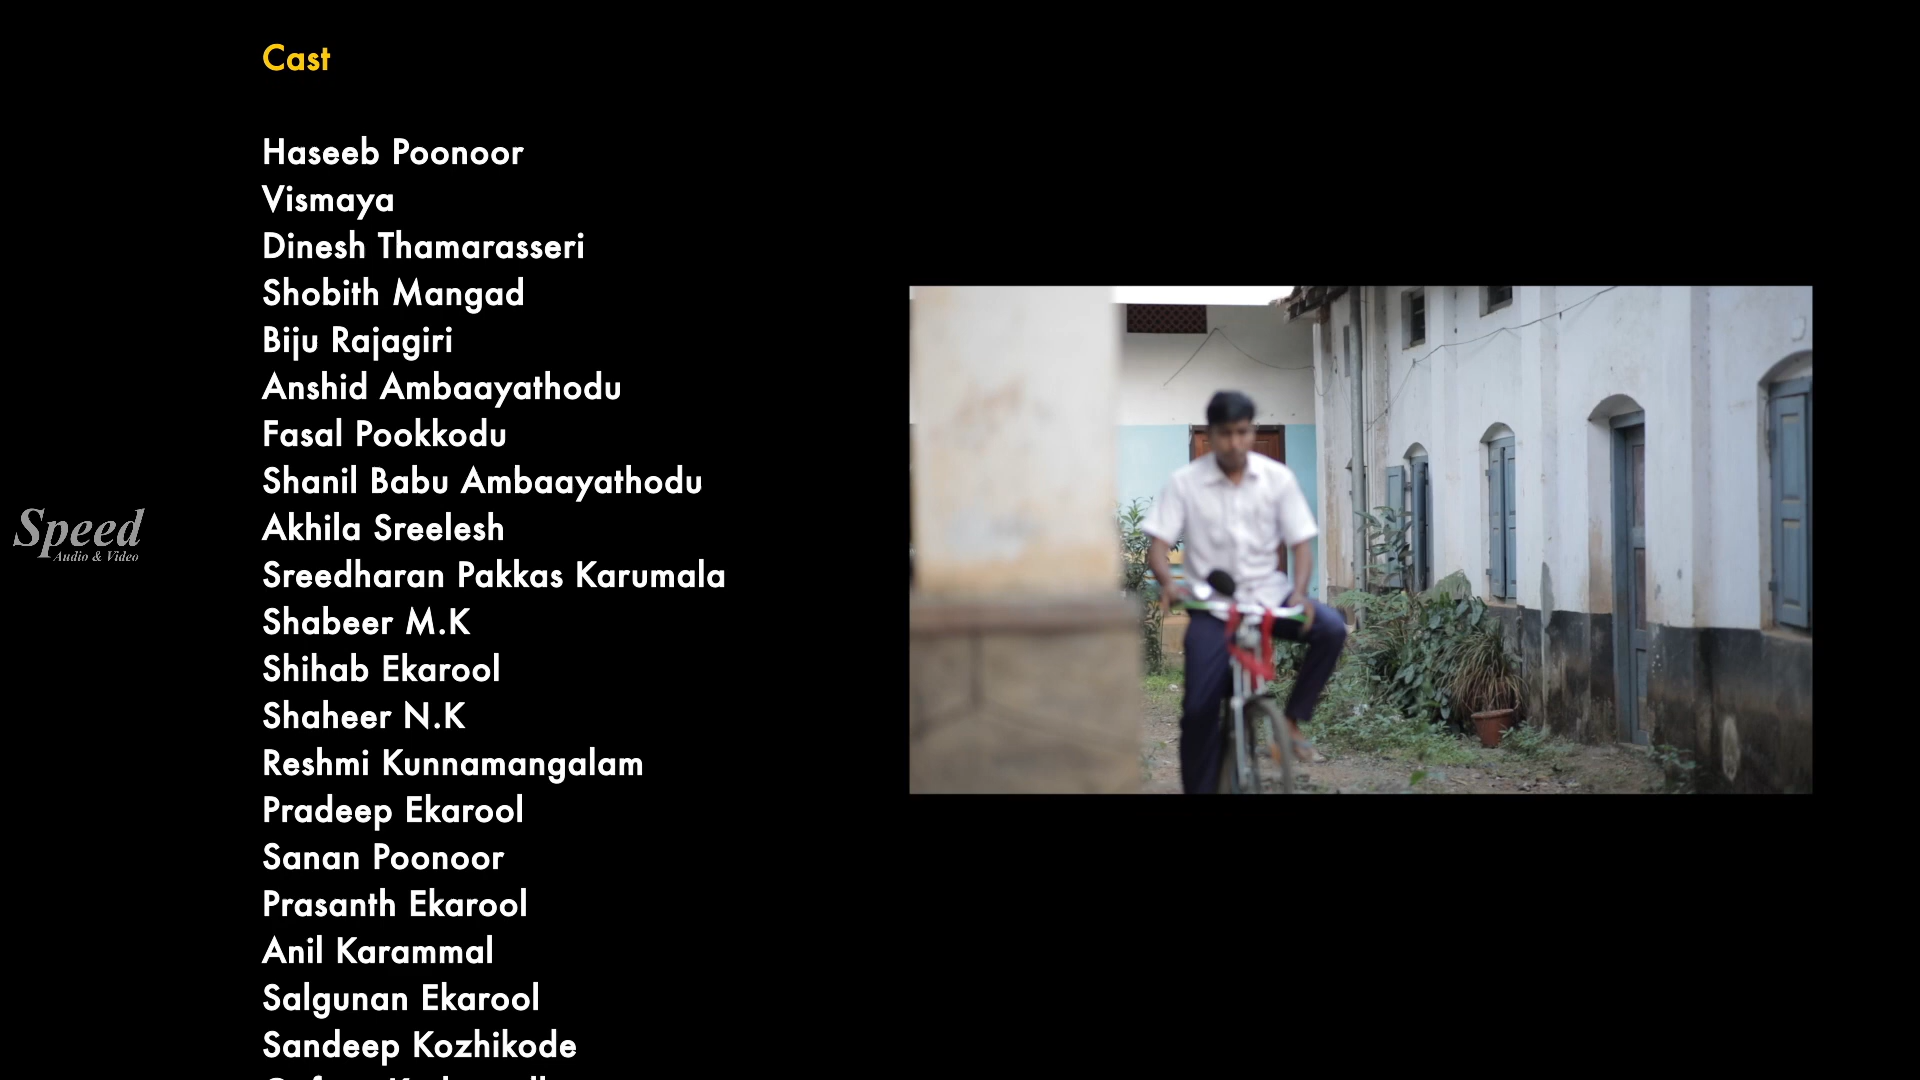 Cast
Haseeb Poonoor
Vismaya
Dinesh Thamarasseri
Shobith Mangad
Biju Rajagiri
Anshid Ambaayathodu
Fasal Pookkodu
Shanil Babu Ambaayathodu
Akhila Sreelesh
Sreedharan Pakkas Karumala
Shabeer M.K
Shihab Ekarool
Shaheer N.K
Reshmi Kunnamangalam
Pradeep Ekarool
Sanan Poonoor
Prasanth Ekarool
Anil Karammal
Salgunan Ekarool
Sandeep Kozhikode
Speed
Audio & Video